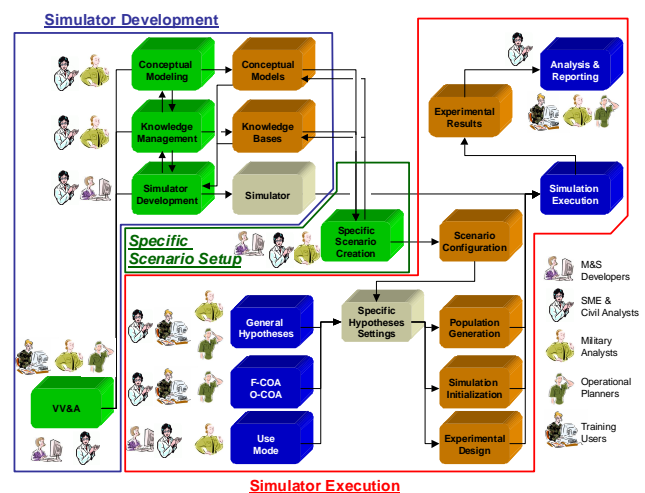 Simulator Development
Conceptual
Modeling
Conceptual
Models
Analysis &
Reporting
Experimental
Results
Knowledge
Management
Knowledge
Bases
Simulator
Development
Simulator
Simulation
Execution
Specific
Scenario Setup
Specific
Scenario
Creation
Scenario
Configuration
M&S
Developers
SME &
Civil Analysts
Military
Analysts
Operational
Planners
Training
Users
General
Hypotheses
Specific
Hypotheses
Settings
Population
Generation
F-COA
O-COA
Simulation
Initialization
VV&A
Use
Mode
Experimental
Design
Simulator Execution